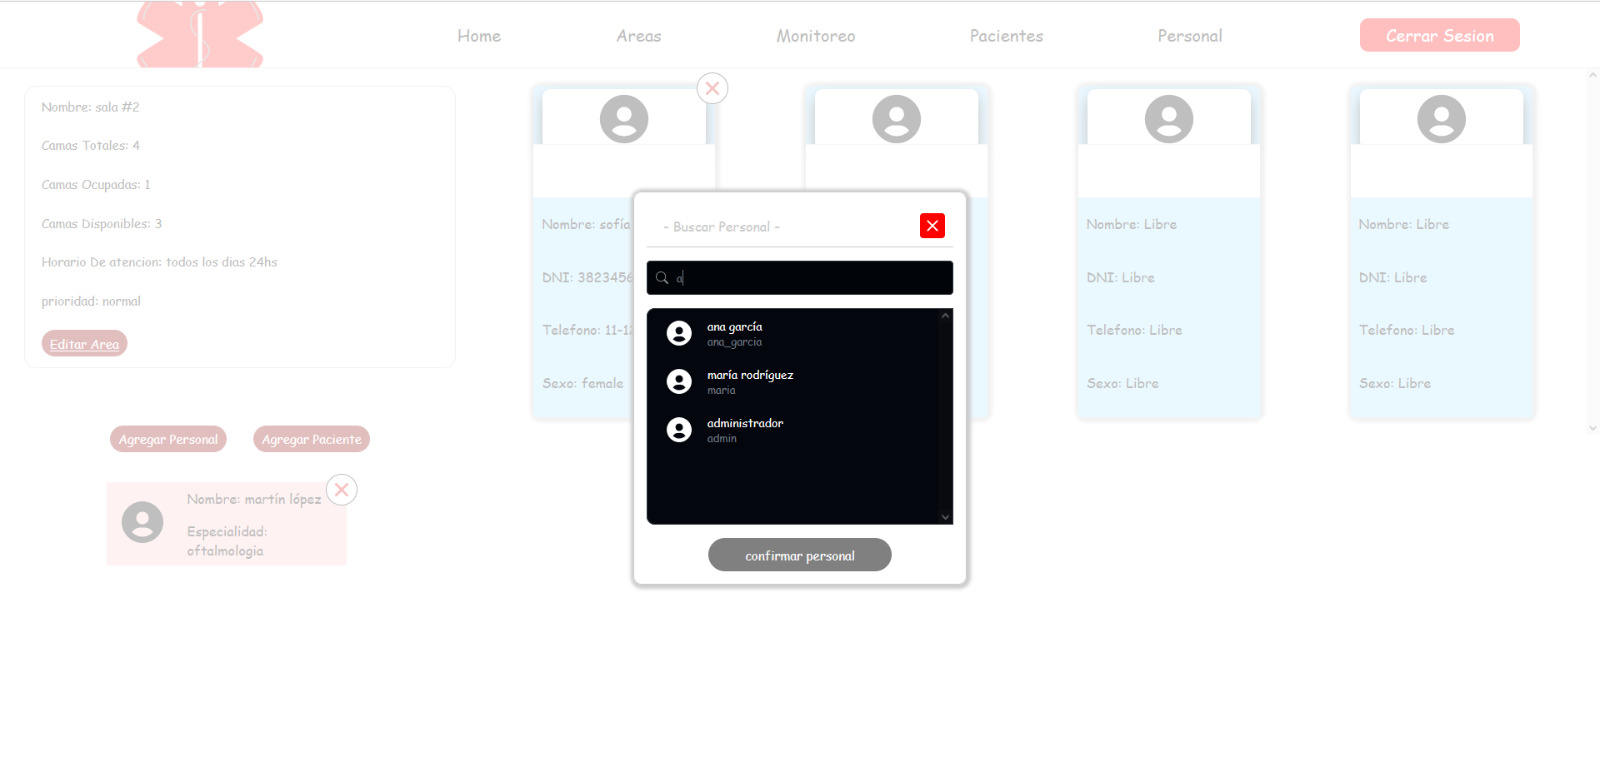 Home
Areas
Monitoreo
Pacientes
Personal
Cerrar Sesion
Nombre: sala #2
Camas Totales: 4
Camas Ocupadas: 1
Camas Disponibles: 3
Horario De atencion: todos los dias 24hs
prioridad: normal
Editar Area
Agregar Personal
Agregar Paciente
Nombre: martín lópez
Especialidad:
oftalmologia
Nombre: sofía
DNI: 3823456
Telefono: 11-12
Sexo: female
- Buscar Personal -
a
ana garcía
ana_garcia
maría rodríguez
maria
administrador
admin
confirmar personal
Nombre: Libre
DNI: Libre
Telefono: Libre
Sexo: Libre
Nombre: Libre
DNI: Libre
Telefono: Libre
Sexo: Libre